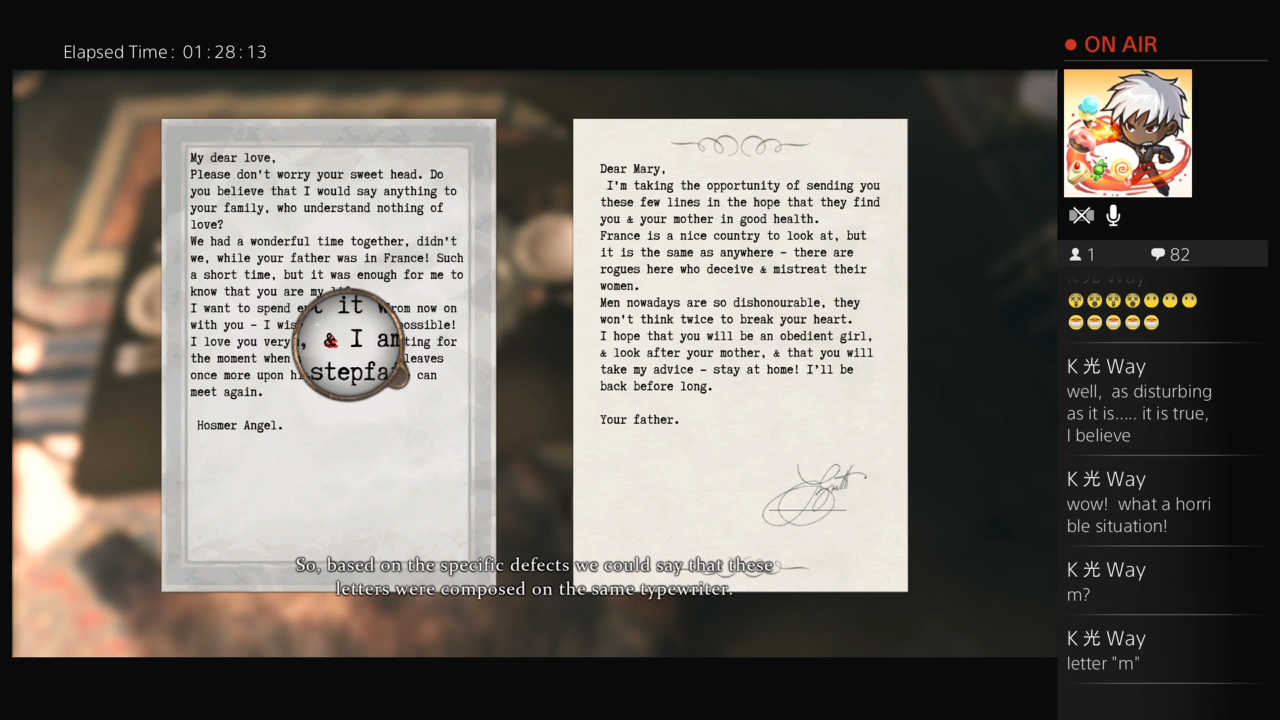 Elapsed Time: 01:28:13
ON AIR
My dear love,
Please don't worry your sweet head. Do
you believe that I would say anything to
your family, who understand nothing of
love?
We had a wonderful time together, didn't
we, while your father was in France! Such
a short time, but it was enough for me to
know that you are my
I want to spend from now on
with you - I wis possible!
I love you very ting for
the moment when leaves
once more upon hi can
meet again.
Hosmer Angel.
t it
, & I am
stepfa
Dear Mary,
I'm taking the opportunity of sending you
these few lines in the hope that they find
you & your mother in good health.
France is a nice country to look at, but
it is the same as anywhere - there are
rogues here who deceive & mistreat their
women.
Men nowadays are so dishonourable, they
won't think twice to break your heart.
I hope that you will be an obedient girl,
& look after your mother, & that you will
take my advice - stay at home! I'll be
back before long.
Your father.
So, based on the specific defects we could say that these
letters were composed on the same typewriter.
1 82
K 光 Way
K 光 Way
well, as disturbing
as it is..... it is true,
I believe
K 光 Way
wow! what a horri
ble situation!
K 光 Way
m?
K 光 Way
letter "m"